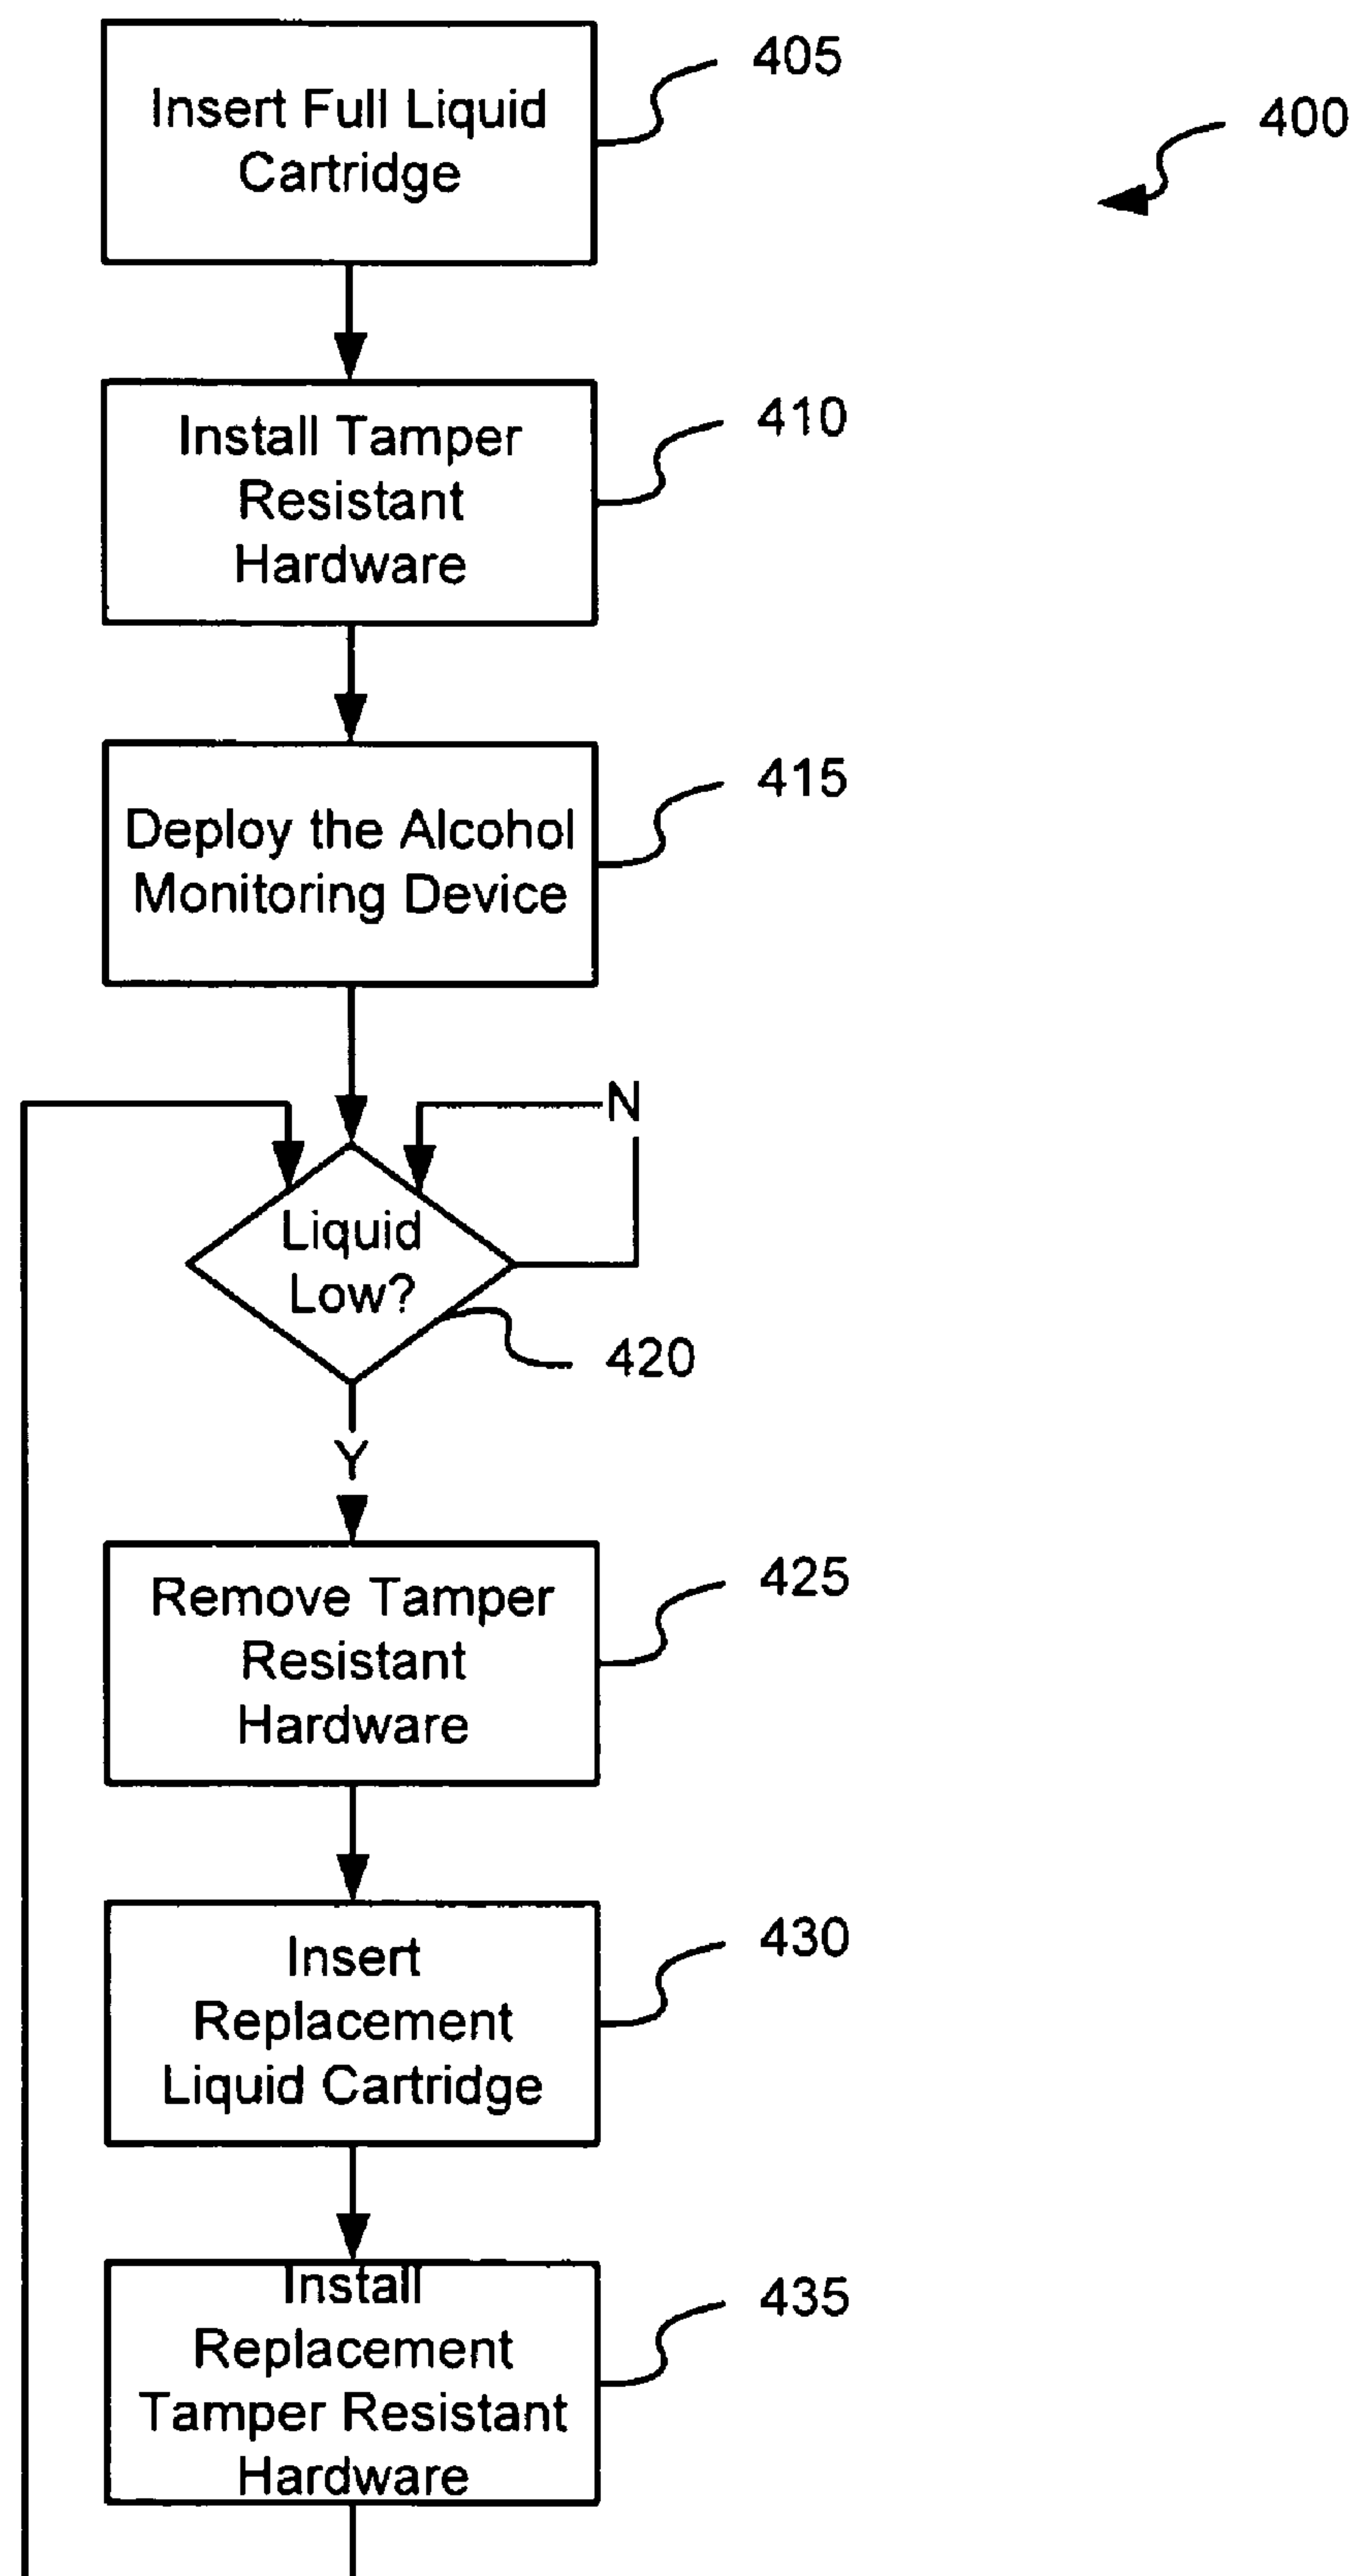 Insert Full Liquid
Cartridge
405
400
Install Tamper
Resistant
Hardware
410
Deploy the Alcohol
Monitoring Device
415
N
Liquid
Low?
420
Y
Remove Tamper
Resistant
Hardware
425
Insert
Replacement
Liquid Cartridge
430
Install
Replacement
Tamper Resistant
Hardware
435